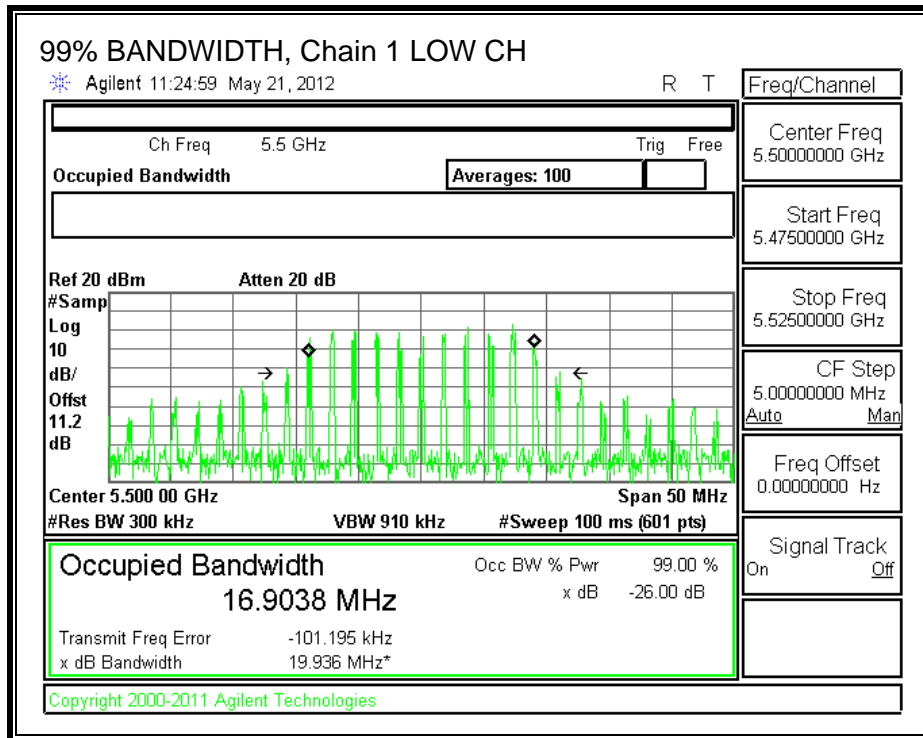 99% BANDWIDTH, Chain 1 LOW CH
Agilent 11:24:59 May 21, 2012 R T
Ch Freq 5.5 GHz Trig Free
Occupied Bandwidth Averages: 100
Ref 20 dBm Atten 20 dB
#Samp
Log
10
dB/
Offst
11.2
dB
Center 5.500 00 GHz Span 50 MHz
#Res BW 300 kHz VBW 910 kHz #Sweep 100 ms (601 pts)
Occupied Bandwidth Occ BW % Pwr 99.00 %
16.9038 MHz x dB -26.00 dB
Transmit Freq Error -101.195 kHz
x dB Bandwidth 19.936 MHz*
Copyright 2000-2011 Agilent Technologies
Freq/Channel
Center Freq
5.50000000 GHz
Start Freq
5.47500000 GHz
Stop Freq
5.52500000 GHz
CF Step
5.00000000 MHz
Auto Man
Freq Offset
0.00000000 Hz
Signal Track
On Off